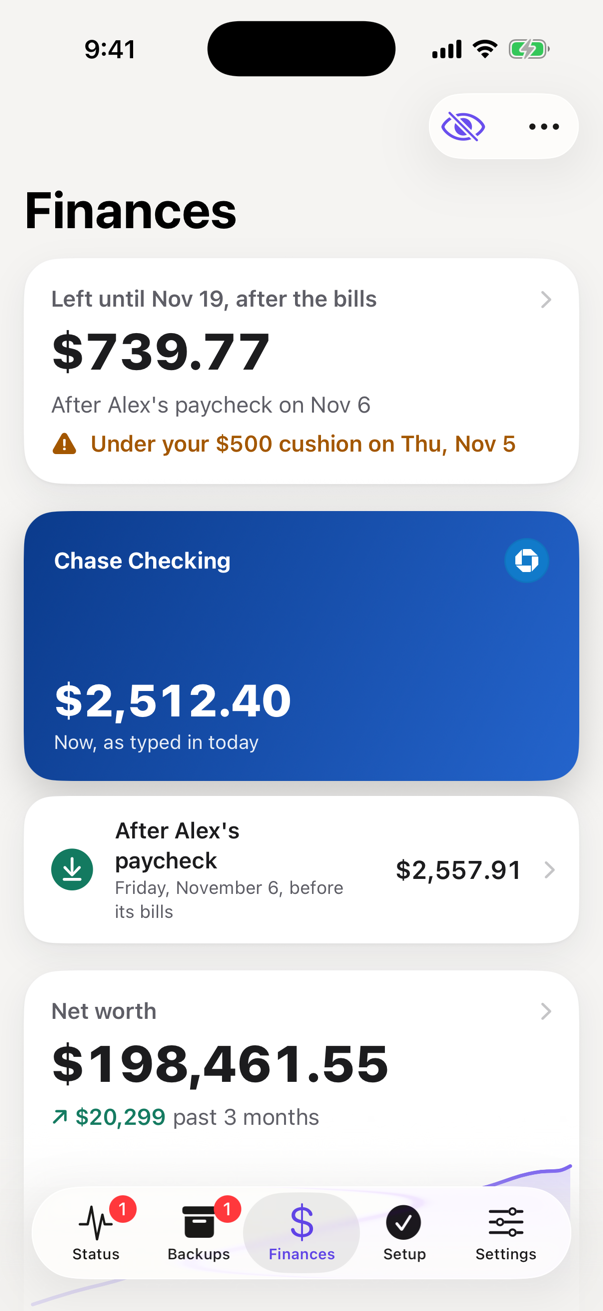 9:41
Finances
Left until Nov 19, after the bills
$739.77
After Alex's paycheck on Nov 6
Under your $500 cushion on Thu, Nov 5
Chase Checking
$2,512.40
Now, as typed in today
After Alex's
paycheck
Friday, November 6, before
its bills
$2,557.91
Net worth
$198,461.55
$20,299 past 3 months
1
1
Status
Backups
Finances
Setup
Settings